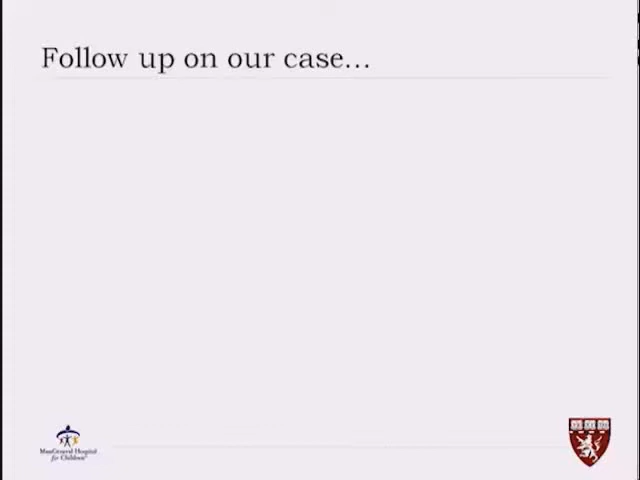 Follow up on our case…
MassGeneral Hospital
for Children